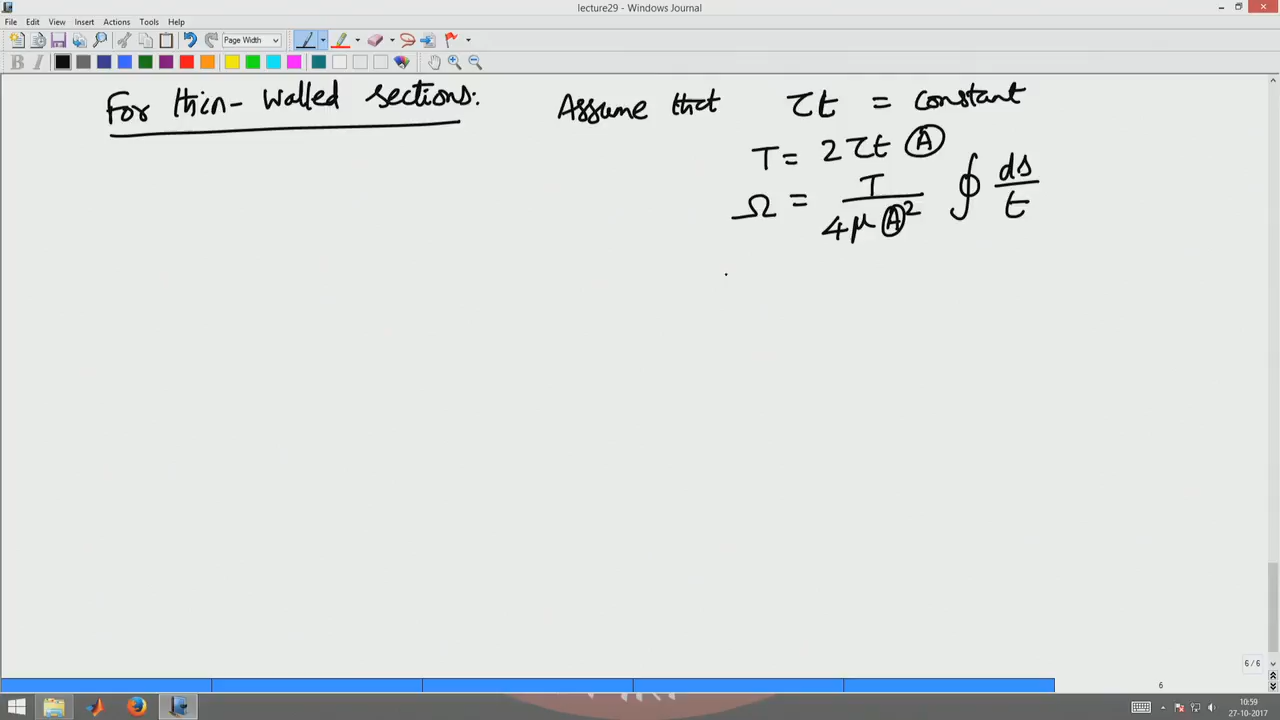 lecture29 - Windows Journal
File Edit View Insert Actions Tools Help
Page Width
B I
For thin-walled sections: Assume that τt = constant
T = 2τt Ⓐ
Ω = T / 4μⒶ² ∮ ds / t
6 / 6
6
10:59
27-10-2017